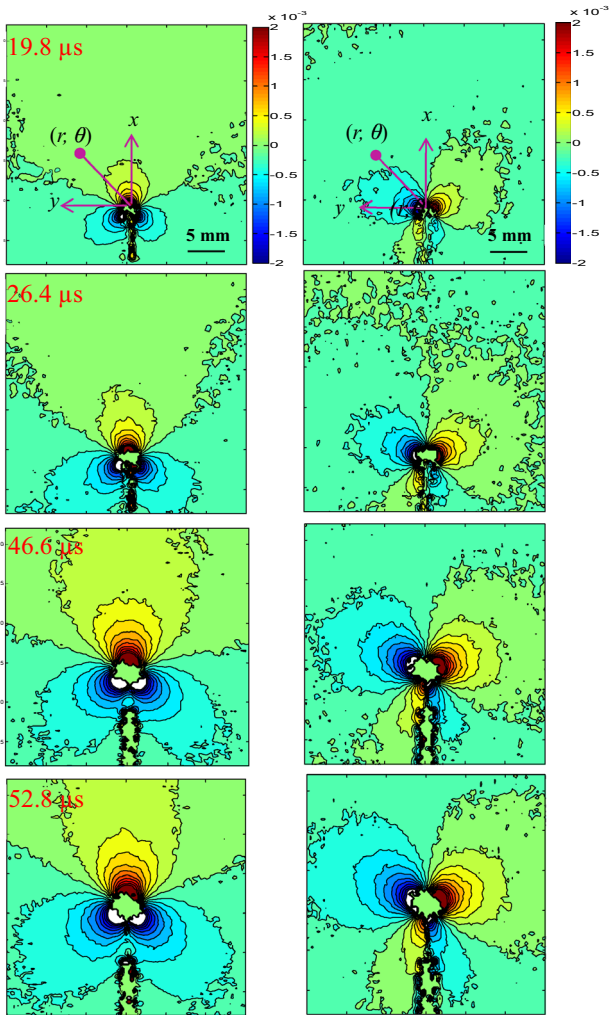 x 10⁻³
2
1.5
1
0.5
0
-0.5
-1
-1.5
-2
19.8 µs
(r, θ)
x
y
5 mm
x 10⁻³
2
1.5
1
0.5
0
-0.5
-1
-1.5
-2
(r, θ)
x
y
5 mm
26.4 µs
46.6 µs
52.8 µs